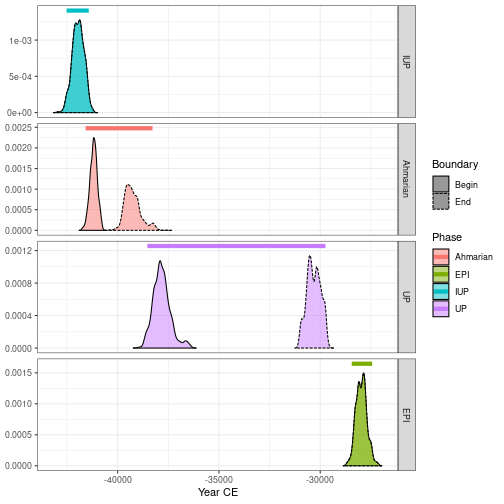 1e-03
5e-04
0e+00
IUP
0.0025
0.0020
0.0015
0.0010
0.0005
0.0000
Ahmarian
0.0012
0.0008
0.0004
0.0000
UP
0.0015
0.0010
0.0005
0.0000
EPI
-40000
-35000
-30000
Year CE
Boundary
Begin
End
Phase
Ahmarian
EPI
IUP
UP